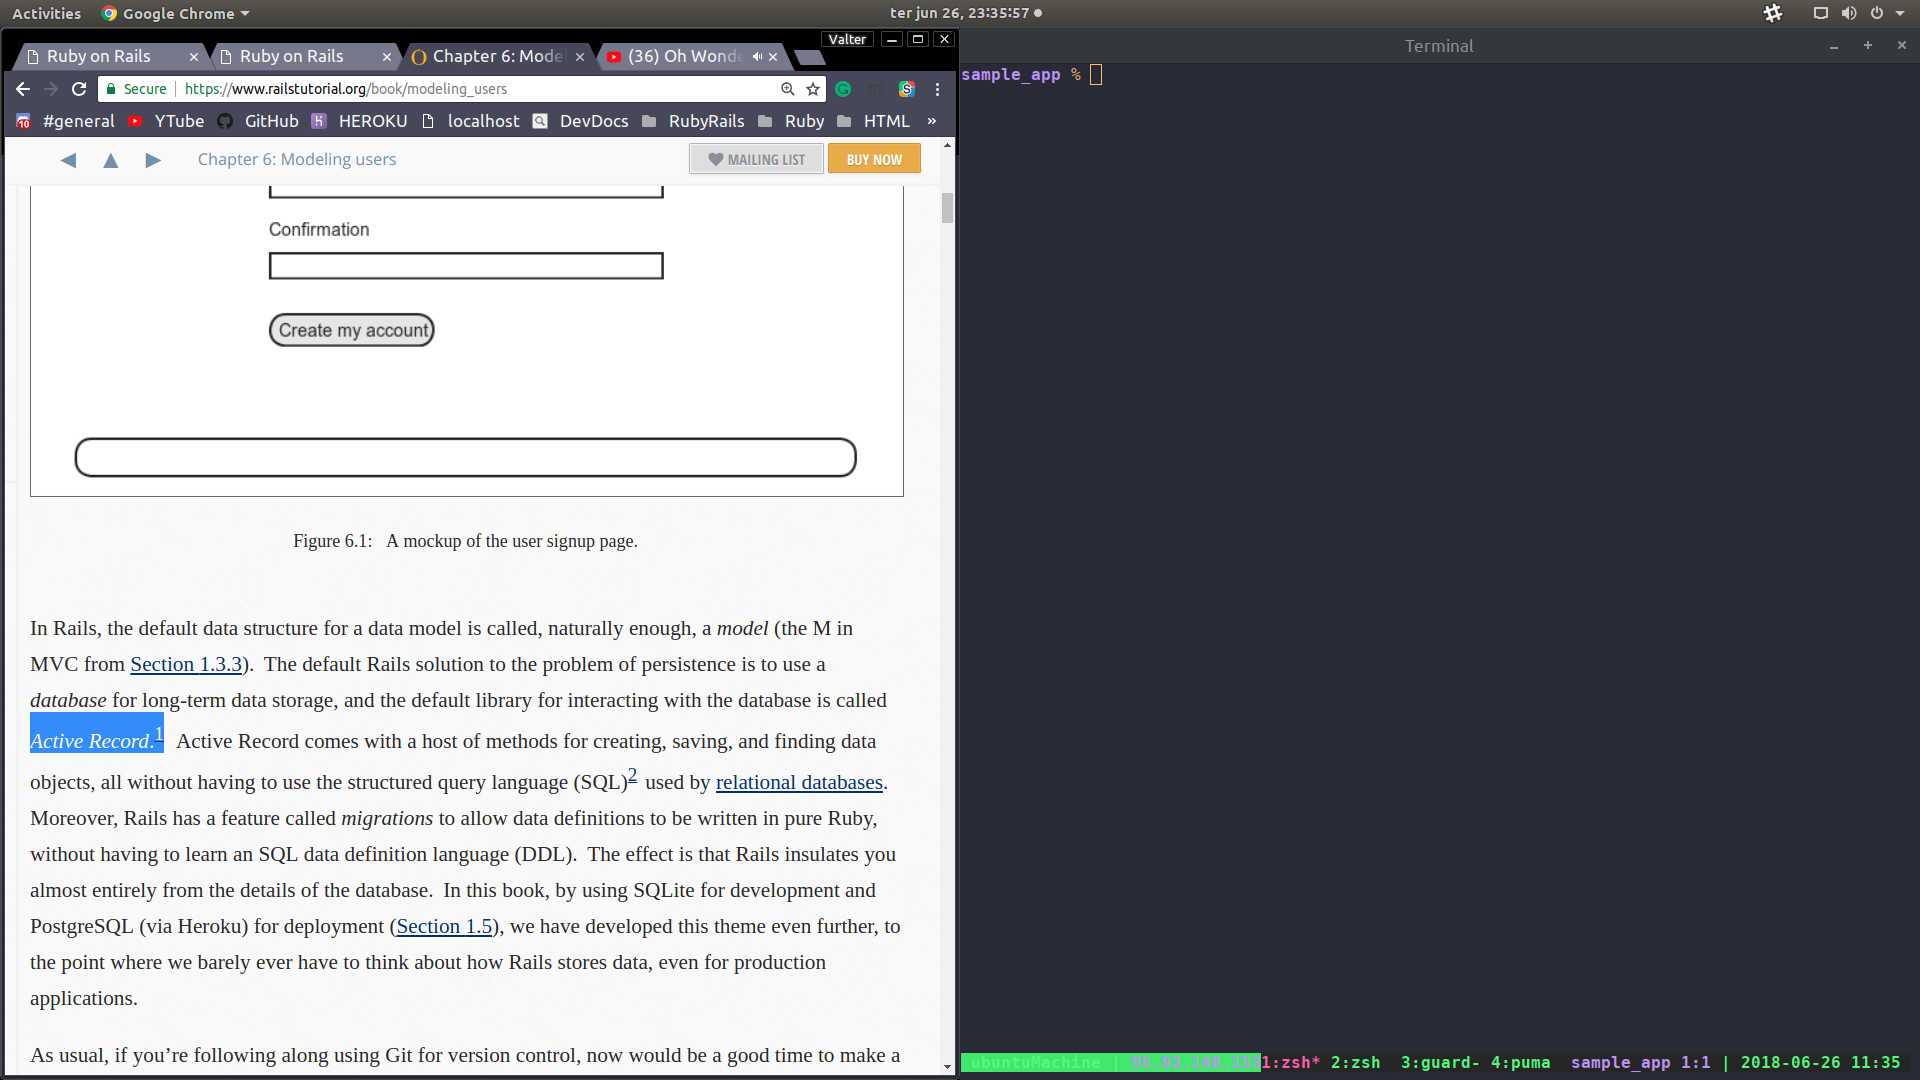 Activities Google Chrome ter jun 26, 23:35:57
Valter
Ruby on Rails Ruby on Rails Chapter 6: Mode (36) Oh Wonde
Secure https://www.railstutorial.org/book/modeling_users
#general YTube GitHub HEROKU localhost DevDocs RubyRails Ruby HTML »
Chapter 6: Modeling users MAILING LIST BUY NOW
Confirmation
Create my account
Figure 6.1: A mockup of the user signup page.
In Rails, the default data structure for a data model is called, naturally enough, a model (the M in
MVC from Section 1.3.3). The default Rails solution to the problem of persistence is to use a
database for long-term data storage, and the default library for interacting with the database is called
Active Record.1 Active Record comes with a host of methods for creating, saving, and finding data
objects, all without having to use the structured query language (SQL)2 used by relational databases.
Moreover, Rails has a feature called migrations to allow data definitions to be written in pure Ruby,
without having to learn an SQL data definition language (DDL). The effect is that Rails insulates you
almost entirely from the details of the database. In this book, by using SQLite for development and
PostgreSQL (via Heroku) for deployment (Section 1.5), we have developed this theme even further, to
the point where we barely ever have to think about how Rails stores data, even for production
applications.
As usual, if you’re following along using Git for version control, now would be a good time to make a
Terminal
sample_app %
ubuntuMachine | 1:zsh* 2:zsh 3:guard- 4:puma sample_app 1:1 | 2018-06-26 11:35